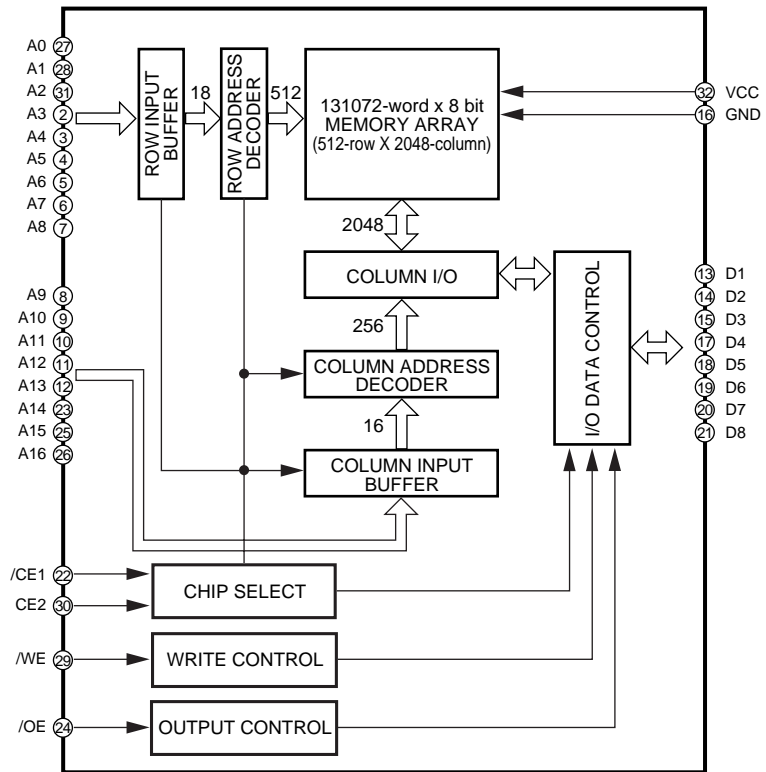 A0 27
A1 28
A2 31
A3 2
A4 3
A5 4
A6 5
A7 6
A8 7
ROW INPUT
BUFFER
18
ROW ADDRESS
DECODER
512
131072-word x 8 bit
MEMORY ARRAY
(512-row X 2048-column)
32 VCC
16 GND
2048
COLUMN I/O
256
COLUMN ADDRESS
DECODER
16
COLUMN INPUT
BUFFER
I/O DATA CONTROL
13 D1
14 D2
15 D3
17 D4
18 D5
19 D6
20 D7
21 D8
A9 8
A10 9
A11 10
A12 11
A13 12
A14 23
A15 25
A16 26
/CE1 22
CE2 30
CHIP SELECT
/WE 29
WRITE CONTROL
/OE 24
OUTPUT CONTROL